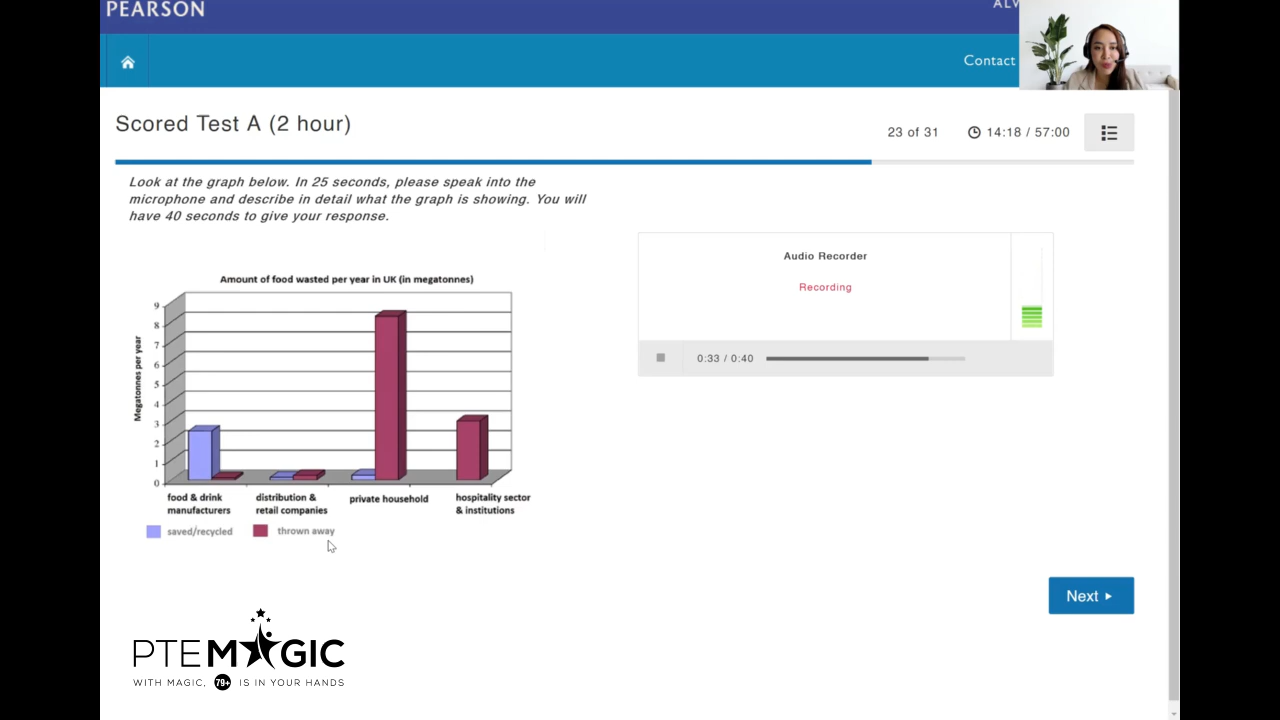 PEARSON
Contact
Scored Test A (2 hour)
23 of 31
14:18 / 57:00
Look at the graph below. In 25 seconds, please speak into the
microphone and describe in detail what the graph is showing. You will
have 40 seconds to give your response.
Audio Recorder
Recording
0:33 / 0:40
Amount of food wasted per year in UK (in megatonnes)
Megatonnes per year
9
8
7
6
5
4
3
2
1
0
food & drink
manufacturers
distribution &
retail companies
private household
hospitality sector
& institutions
saved/recycled
thrown away
Next
PTEMAGIC
WITH MAGIC, 79+ IS IN YOUR HANDS